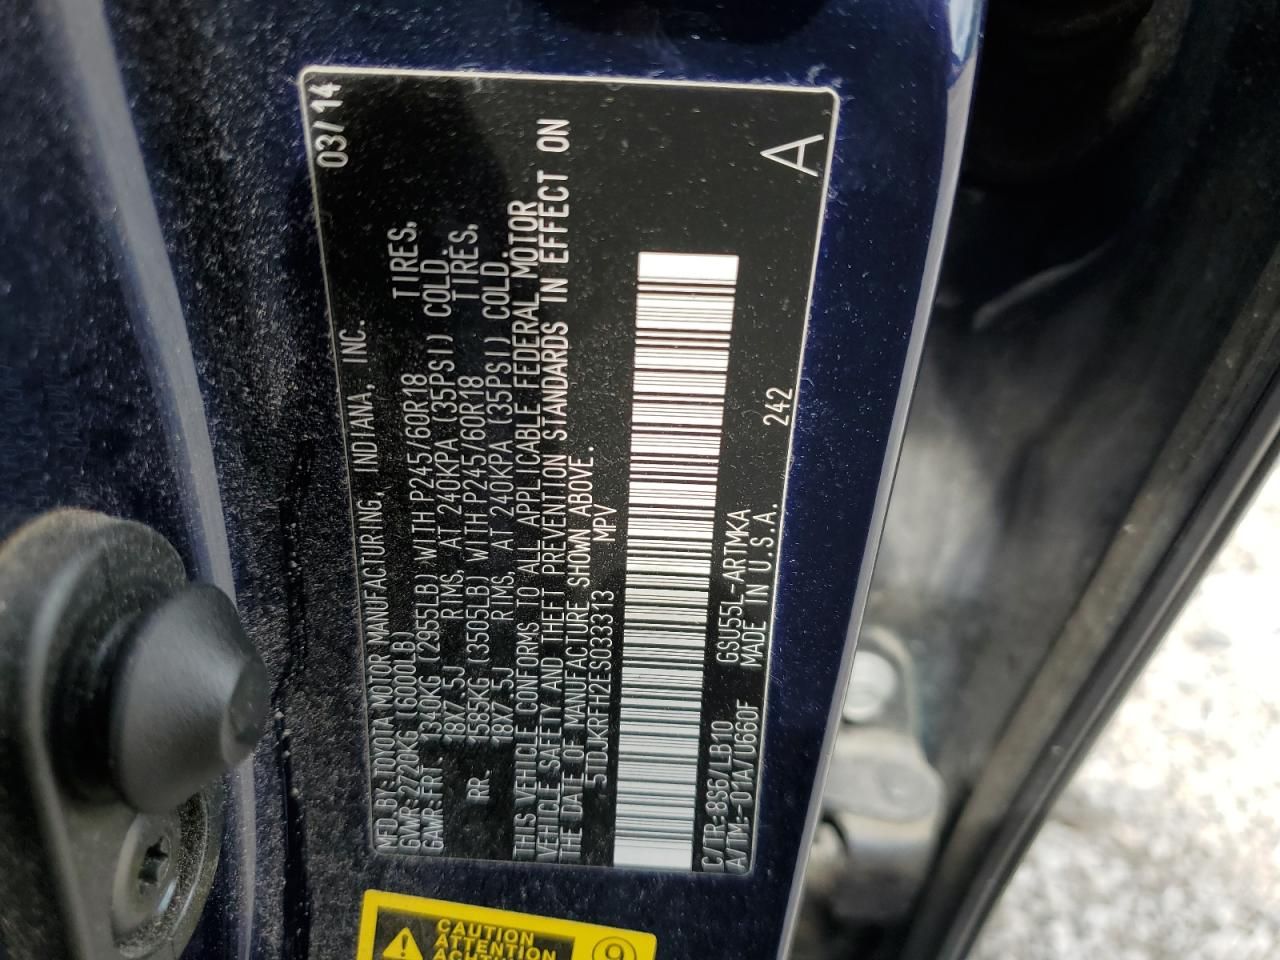 MFD. BY: TOYOTA MOTOR MANUFACTURING, INDIANA, INC. 03/14
GVWR: 2720KG (6000LB)
GAWR: FRT. 1340KG (2955LB) WITH P245/60R18 TIRES,
18X7.5J RIMS, AT 240KPA (35PSI) COLD.
RR. 1585KG (3505LB) WITH P245/60R18 TIRES,
18X7.5J RIMS, AT 240KPA (35PSI) COLD.
THIS VEHICLE CONFORMS TO ALL APPLICABLE FEDERAL MOTOR
VEHICLE SAFETY AND THEFT PREVENTION STANDARDS IN EFFECT ON
THE DATE OF MANUFACTURE SHOWN ABOVE.
5TDJKRFH2ES033313 MPV
C/TR:8S6/LB10 GSU55L-ARTMKA
A/TM:-01A/U660F MADE IN U.S.A. 242 A
CAUTION
ATTENTION
ACHTUNG
9